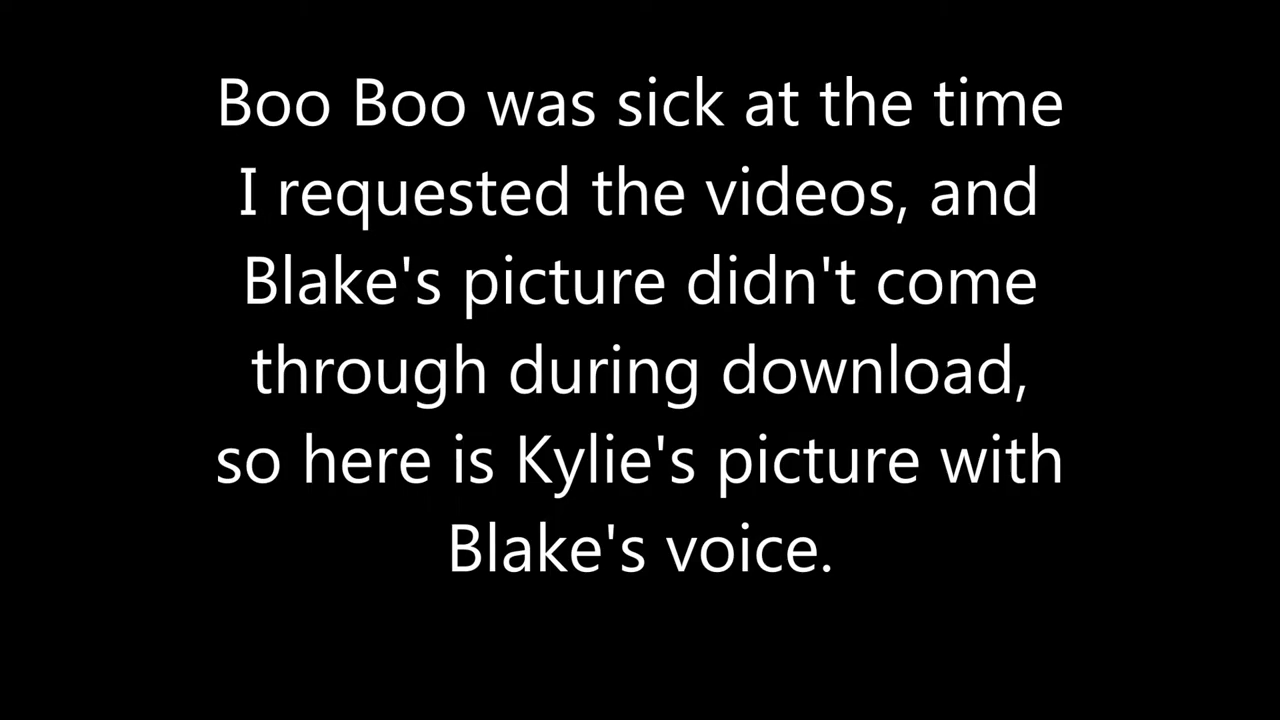 Boo Boo was sick at the time
I requested the videos, and
Blake's picture didn't come
through during download,
so here is Kylie's picture with
Blake's voice.